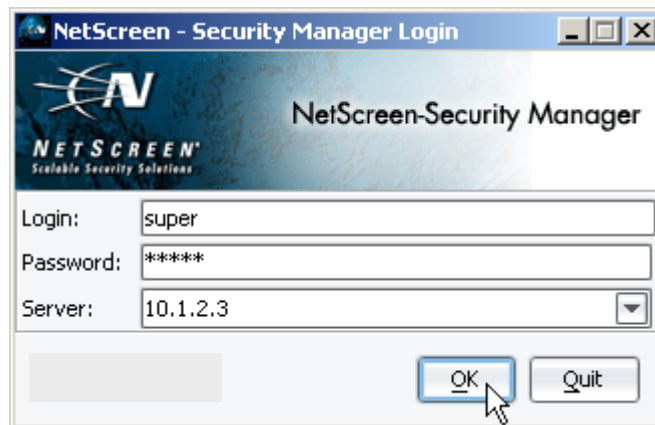 NetScreen - Security Manager Login
N
NetScreen-Security Manager
NETSCREEN®
Scalable Security Solutions
Login: super
Password: *****
Server: 10.1.2.3
OK Quit